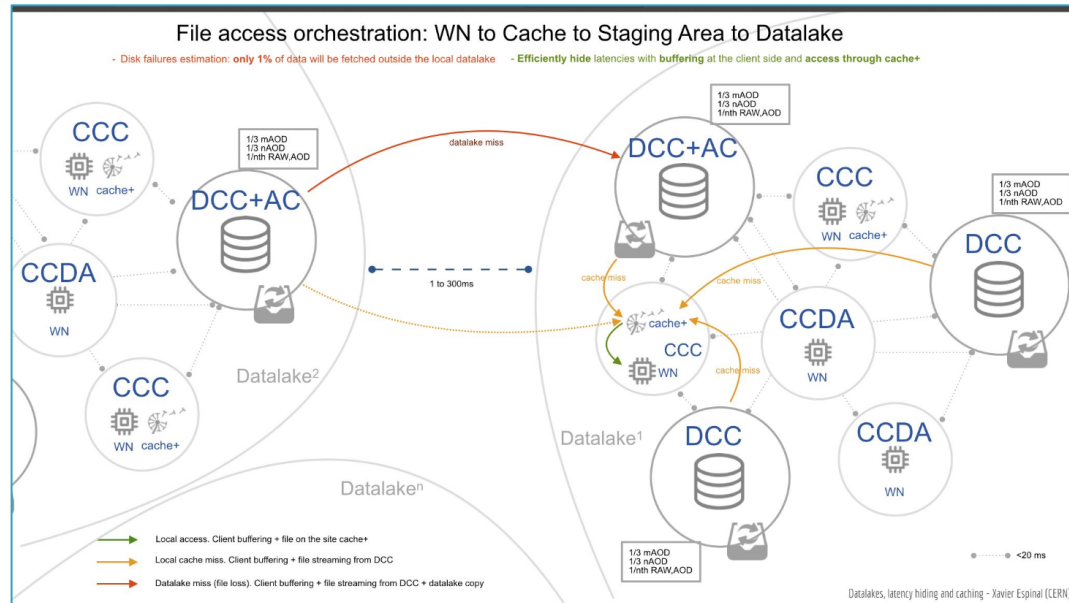 File access orchestration: WN to Cache to Staging Area to Datalake
- Disk failures estimation: only 1% of data will be fetched outside the local datalake
- Efficiently hide latencies with buffering at the client side and access through cache+
CCC
WN
cache+
1/3 mAOD
1/3 nAOD
1/nth RAW,AOD
DCC+AC
CCDA
WN
CCC
WN
cache+
Datalake²
datalake miss
1 to 300ms
1/3 mAOD
1/3 nAOD
1/nth RAW,AOD
DCC+AC
CCC
WN
cache+
1/3 mAOD
1/3 nAOD
1/nth RAW,AOD
DCC
cache miss
cache miss
cache+
CCC
WN
cache miss
CCDA
WN
Datalake¹
DCC
CCDA
WN
1/3 mAOD
1/3 nAOD
1/nth RAW,AOD
Datalakeⁿ
Local access. Client buffering + file on the site cache+
Local cache miss. Client buffering + file streaming from DCC
Datalake miss (file loss). Client buffering + file streaming from DCC + datalake copy
<20 ms
Datalakes, latency hiding and caching - Xavier Espinal (CERN)